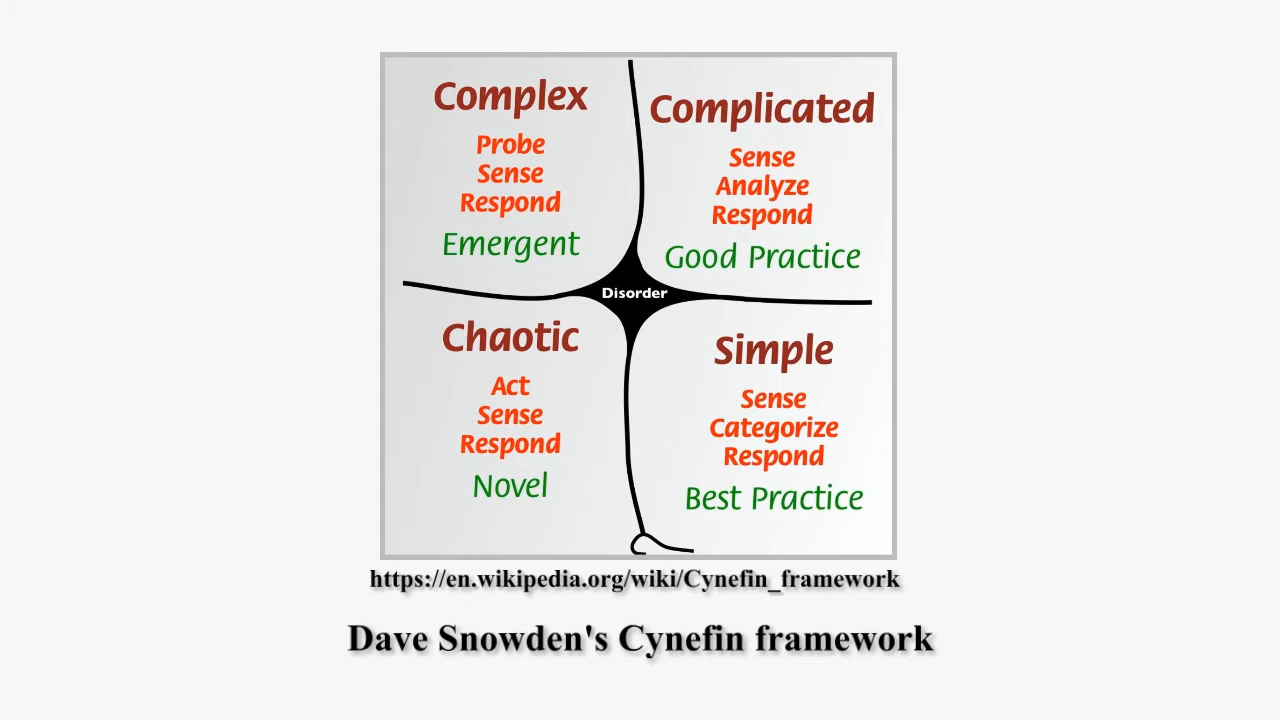 Complex
Probe
Sense
Respond
Emergent
Complicated
Sense
Analyze
Respond
Good Practice
Disorder
Chaotic
Act
Sense
Respond
Novel
Simple
Sense
Categorize
Respond
Best Practice
https://en.wikipedia.org/wiki/Cynefin_framework
Dave Snowden's Cynefin framework